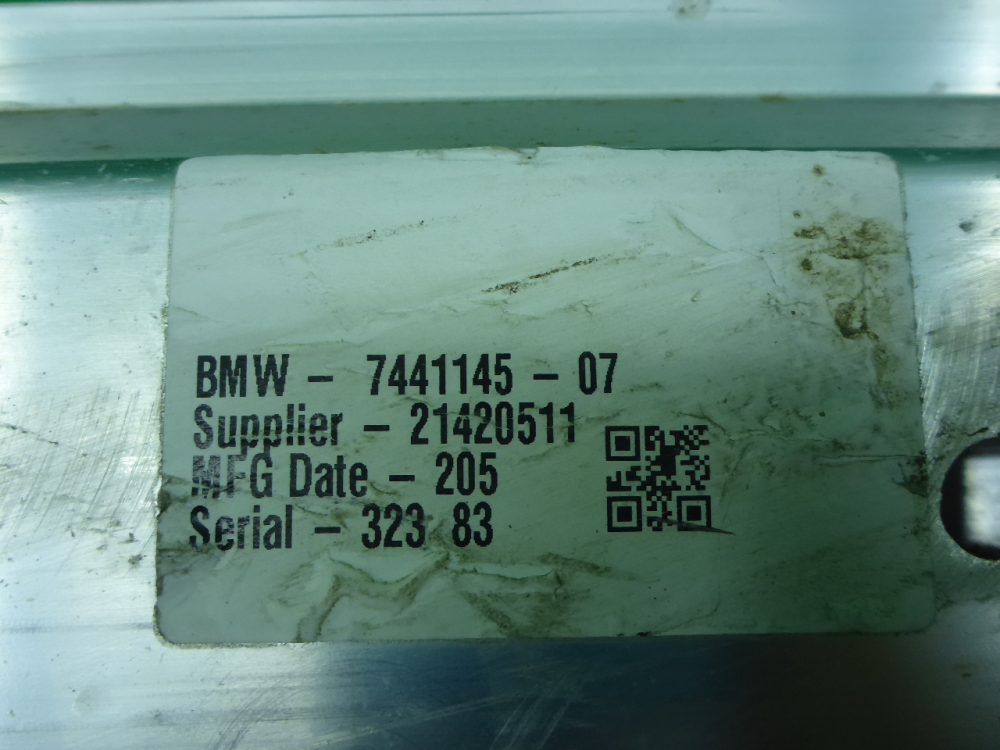 BMW – 7441145 – 07
Supplier – 21420511
MFG Date – 205
Serial – 323 83